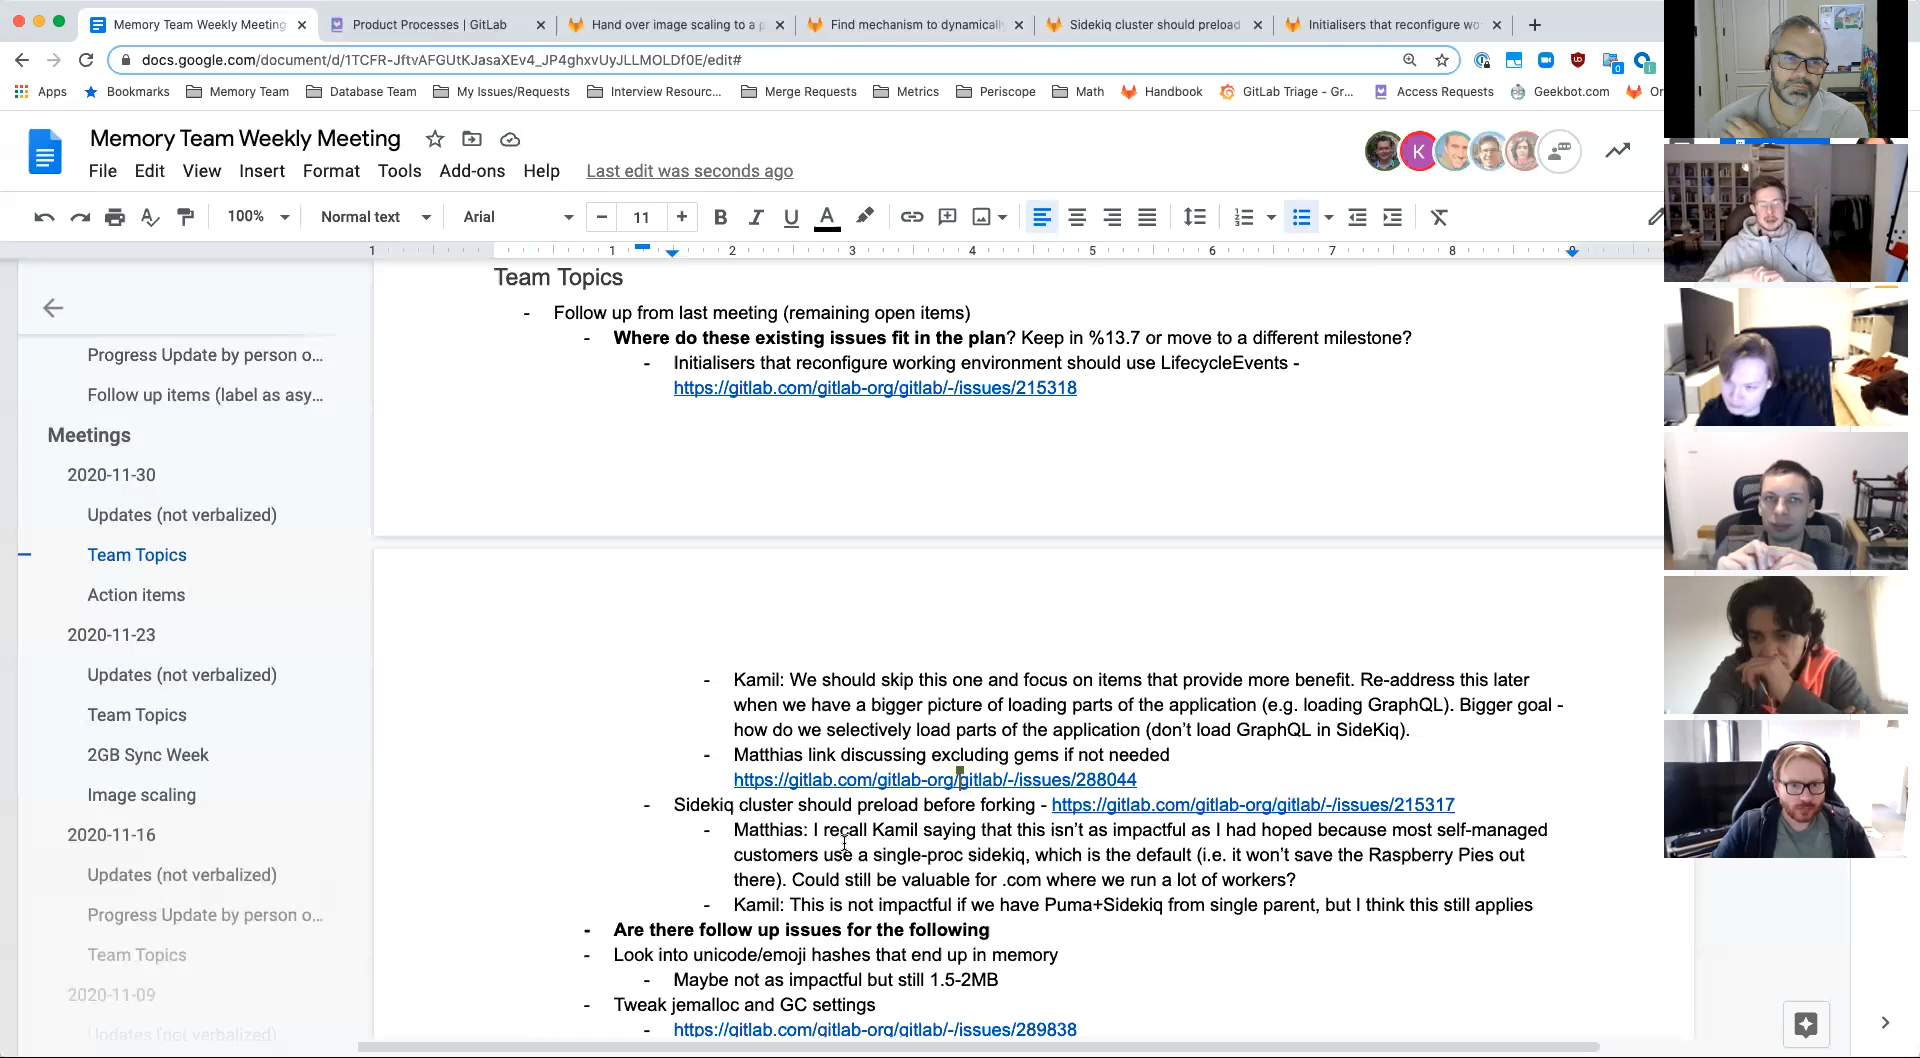 Memory Team Weekly Meeting
Product Processes | GitLab
Hand over image scaling to a p
Find mechanism to dynamically
Sidekiq cluster should preload
Initialisers that reconfigure wo
docs.google.com/document/d/1TCFR-JftvAFGUtKJasaXEv4_JP4ghxvUyJLLMOLDf0E/edit#
Apps Bookmarks Memory Team Database Team My Issues/Requests Interview Resourc... Merge Requests Metrics Periscope Math Handbook GitLab Triage - Gr... Access Requests Geekbot.com Or
Memory Team Weekly Meeting
File Edit View Insert Format Tools Add-ons Help Last edit was seconds ago
K
100% Normal text Arial 11 B I U A
1 1 2 3 4 5 6 7 8 9
Progress Update by person o...
Follow up items (label as asy...
Meetings
2020-11-30
Updates (not verbalized)
Team Topics
Action items
2020-11-23
Updates (not verbalized)
Team Topics
2GB Sync Week
Image scaling
2020-11-16
Updates (not verbalized)
Progress Update by person o...
Team Topics
2020-11-09
Updates (not verbalized)
Team Topics
- Follow up from last meeting (remaining open items)
- Where do these existing issues fit in the plan? Keep in %13.7 or move to a different milestone?
- Initialisers that reconfigure working environment should use LifecycleEvents -
https://gitlab.com/gitlab-org/gitlab/-/issues/215318
- Kamil: We should skip this one and focus on items that provide more benefit. Re-address this later
when we have a bigger picture of loading parts of the application (e.g. loading GraphQL). Bigger goal -
how do we selectively load parts of the application (don't load GraphQL in SideKiq).
- Matthias link discussing excluding gems if not needed
https://gitlab.com/gitlab-org/gitlab/-/issues/288044
- Sidekiq cluster should preload before forking - https://gitlab.com/gitlab-org/gitlab/-/issues/215317
- Matthias: I recall Kamil saying that this isn't as impactful as I had hoped because most self-managed
customers use a single-proc sidekiq, which is the default (i.e. it won't save the Raspberry Pies out
there). Could still be valuable for .com where we run a lot of workers?
- Kamil: This is not impactful if we have Puma+Sidekiq from single parent, but I think this still applies
- Are there follow up issues for the following
- Look into unicode/emoji hashes that end up in memory
- Maybe not as impactful but still 1.5-2MB
- Tweak jemalloc and GC settings
- https://gitlab.com/gitlab-org/gitlab/-/issues/289838